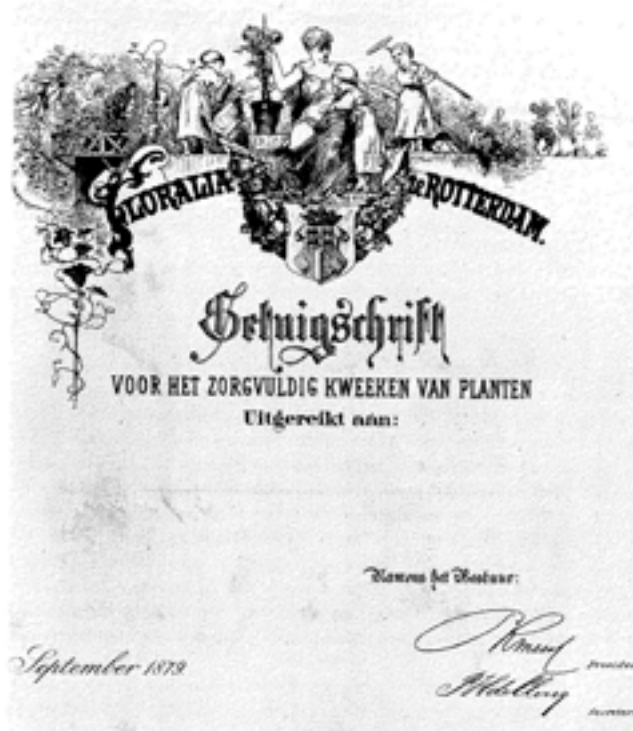 FLORALIA
te ROTTERDAM.
Getuigschrift
VOOR HET ZORGVULDIG KWEEKEN VAN PLANTEN
Uitgereikt aan:
Namens het Bestuur:
September 1879.